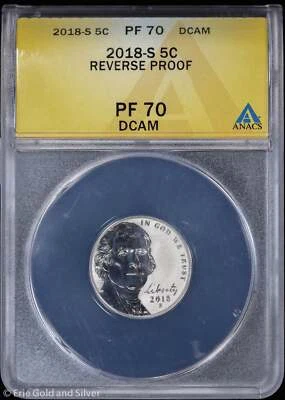 2018-S 5C PF 70 DCAM
2018-S 5C
REVERSE PROOF
PF 70
DCAM
ANACS
IN GOD WE TRUST
Liberty
2018
S
© Erie Gold and Silver